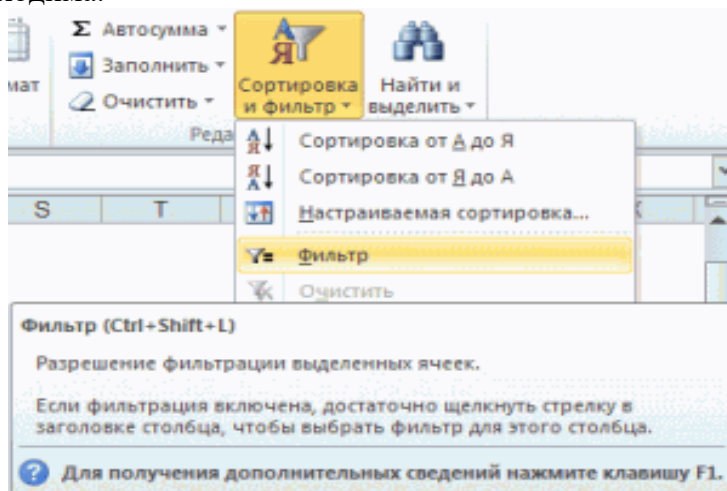 Σ Автосумма
Заполнить
Очистить
Сортировка и фильтр
Найти и выделить
мат
Реда
Сортировка от А до Я
Сортировка от Я до А
Настраиваемая сортировка...
S T
Фильтр
Очистить
Фильтр (Ctrl+Shift+L)
Разрешение фильтрации выделенных ячеек.
Если фильтрация включена, достаточно щелкнуть стрелку в
заголовке столбца, чтобы выбрать фильтр для этого столбца.
Для получения дополнительных сведений нажмите клавишу F1.